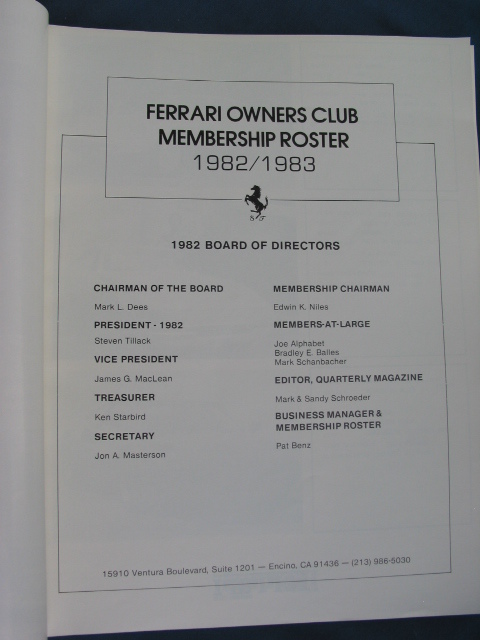 FERRARI OWNERS CLUB
MEMBERSHIP ROSTER
1982/1983
SF
1982 BOARD OF DIRECTORS
CHAIRMAN OF THE BOARD
Mark L. Dees
PRESIDENT - 1982
Steven Tillack
VICE PRESIDENT
James G. MacLean
TREASURER
Ken Starbird
SECRETARY
Jon A. Masterson
MEMBERSHIP CHAIRMAN
Edwin K. Niles
MEMBERS-AT-LARGE
Joe Alphabet
Bradley E. Balles
Mark Schanbacher
EDITOR, QUARTERLY MAGAZINE
Mark & Sandy Schroeder
BUSINESS MANAGER &
MEMBERSHIP ROSTER
Pat Benz
15910 Ventura Boulevard, Suite 1201 — Encino, CA 91436 — (213) 986-5030